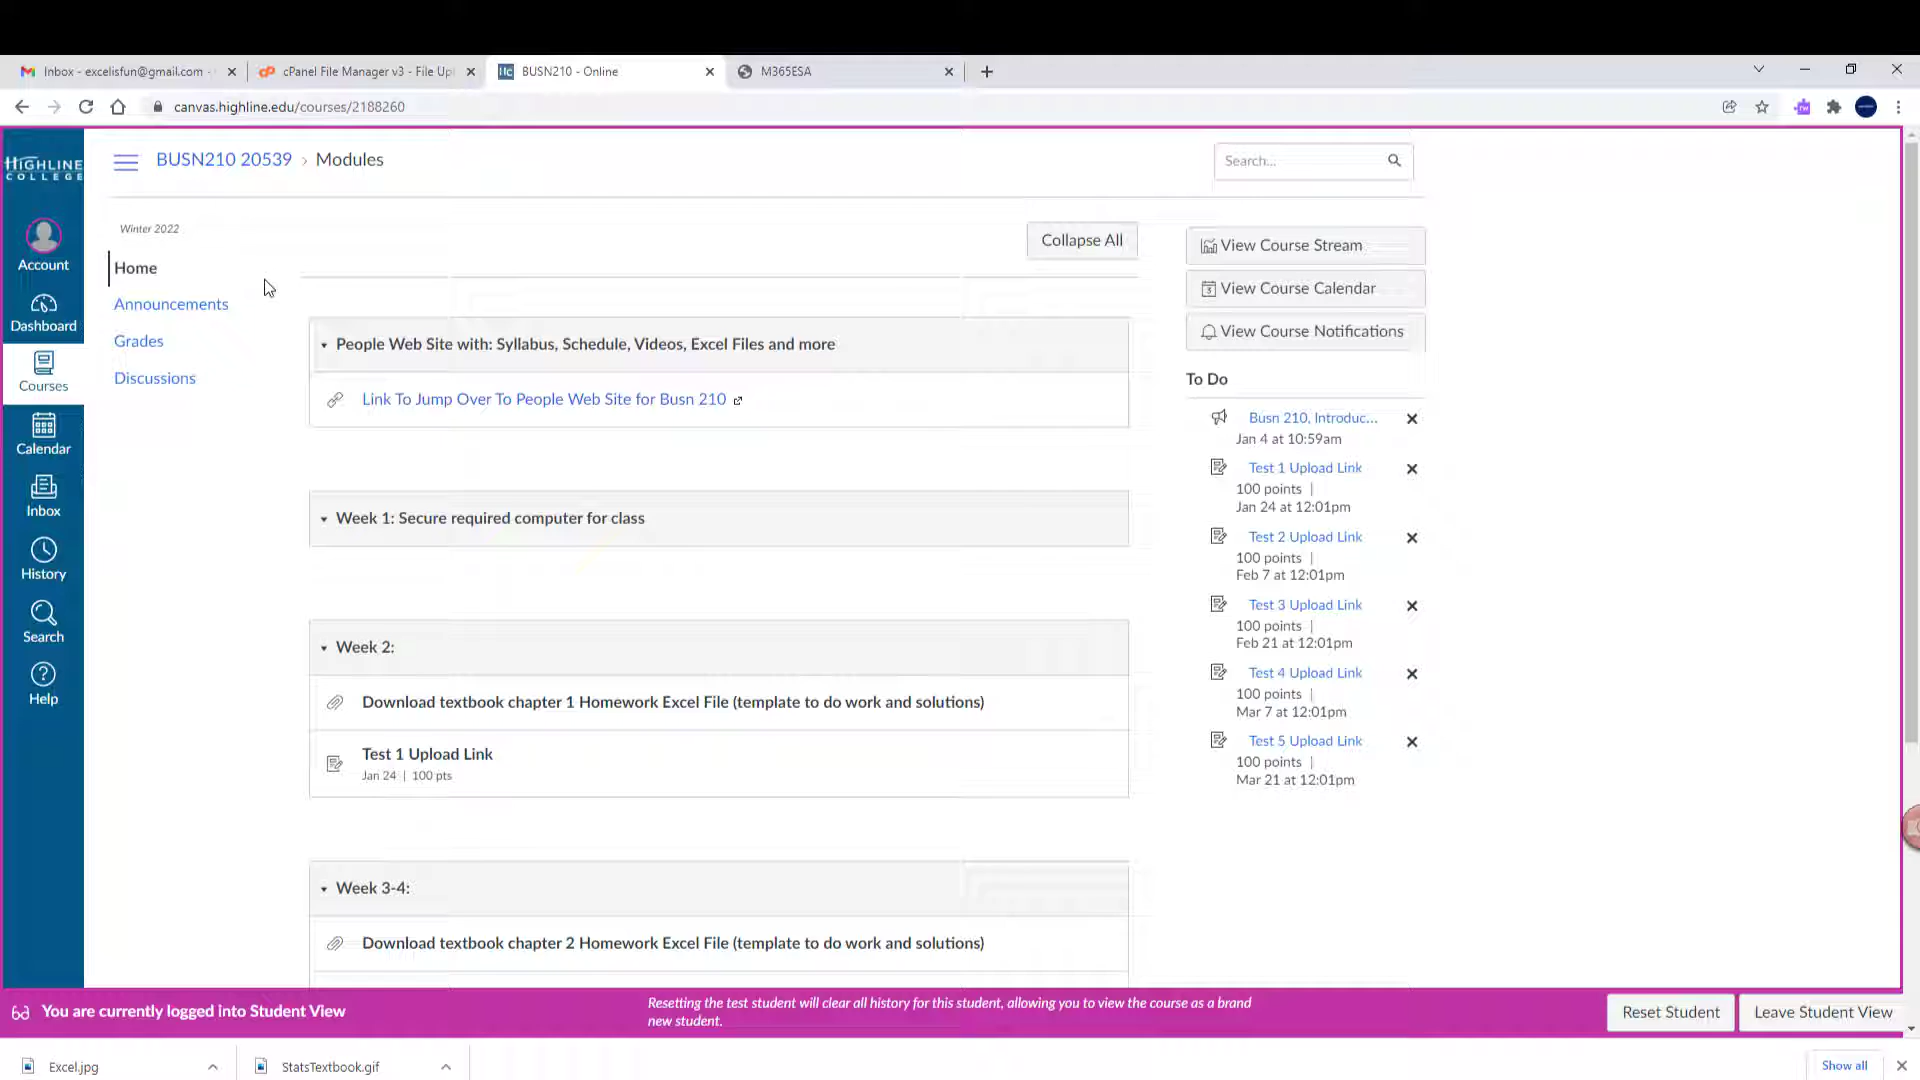 Inbox - excelisfun@gmail.com -
cPanel File Manager v3 - File Upl
BUSN210 - Online
M365ESA
canvas.highline.edu/courses/2188260
HIGHLINE
COLLEGE
Account
Dashboard
Courses
Calendar
Inbox
History
Search
Help
BUSN210 20539 › Modules
Search...
Winter 2022
Home
Announcements
Grades
Discussions
Collapse All
People Web Site with: Syllabus, Schedule, Videos, Excel Files and more
Link To Jump Over To People Web Site for Busn 210
Week 1: Secure required computer for class
Week 2:
Download textbook chapter 1 Homework Excel File (template to do work and solutions)
Test 1 Upload Link
Jan 24 | 100 pts
Week 3-4:
Download textbook chapter 2 Homework Excel File (template to do work and solutions)
View Course Stream
View Course Calendar
View Course Notifications
To Do
Busn 210, Introduc...
Jan 4 at 10:59am
Test 1 Upload Link
100 points |
Jan 24 at 12:01pm
Test 2 Upload Link
100 points |
Feb 7 at 12:01pm
Test 3 Upload Link
100 points |
Feb 21 at 12:01pm
Test 4 Upload Link
100 points |
Mar 7 at 12:01pm
Test 5 Upload Link
100 points |
Mar 21 at 12:01pm
You are currently logged into Student View
Resetting the test student will clear all history for this student, allowing you to view the course as a brand
new student.
Reset Student
Leave Student View
Excel.jpg
StatsTextbook.gif
Show all